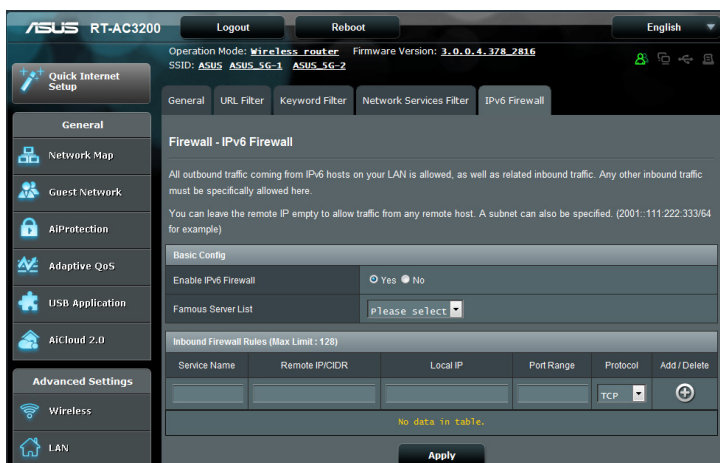 ASUS RT-AC3200
Logout
Reboot
English
Operation Mode: Wireless router Firmware Version: 3.0.0.4.378_2816
SSID: ASUS ASUS_5G-1 ASUS_5G-2
Quick Internet
Setup
General
Network Map
Guest Network
AiProtection
Adaptive QoS
USB Application
AiCloud 2.0
Advanced Settings
Wireless
LAN
General
URL Filter
Keyword Filter
Network Services Filter
IPv6 Firewall
Firewall - IPv6 Firewall
All outbound traffic coming from IPv6 hosts on your LAN is allowed, as well as related inbound traffic. Any other inbound traffic
must be specifically allowed here.
You can leave the remote IP empty to allow traffic from any remote host. A subnet can also be specified. (2001::111:222:333/64
for example)
Basic Config
Enable IPv6 Firewall
Yes No
Famous Server List
Please select
Inbound Firewall Rules (Max Limit : 128)
Service Name
Remote IP/CIDR
Local IP
Port Range
Protocol
Add / Delete
TCP
No data in table.
Apply